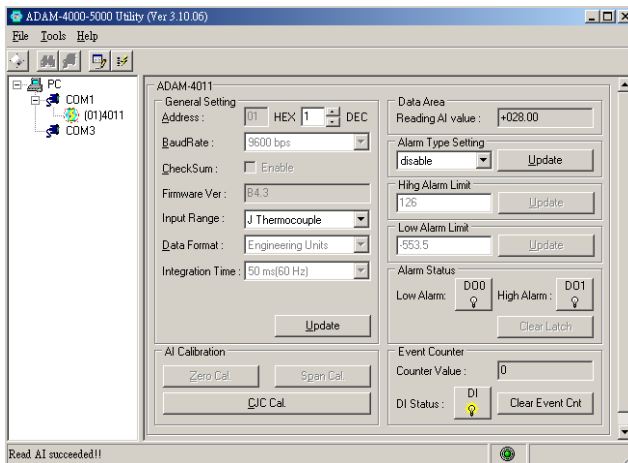 ADAM-4000-5000 Utility (Ver 3.10.06)
File Tools Help
PC
COM1
(01)4011
COM3
ADAM-4011
General Setting
Address : 01 HEX 1 DEC
BaudRate : 9600 bps
CheckSum : Enable
Firmware Ver : B4.3
Input Range : J Thermocouple
Data Format : Engineering Units
Integration Time : 50 ms(60 Hz)
Update
AI Calibration
Zero Cal. Span Cal.
CJC Cal.
Data Area
Reading AI value : +028.00
Alarm Type Setting
disable Update
Hihg Alarm Limit
126 Update
Low Alarm Limit
-553.5 Update
Alarm Status
Low Alarm: DO0 High Alarm : DO1
Clear Latch
Event Counter
Counter Value : 0
DI Status : DI Clear Event Cnt
Read AI succeeded!!